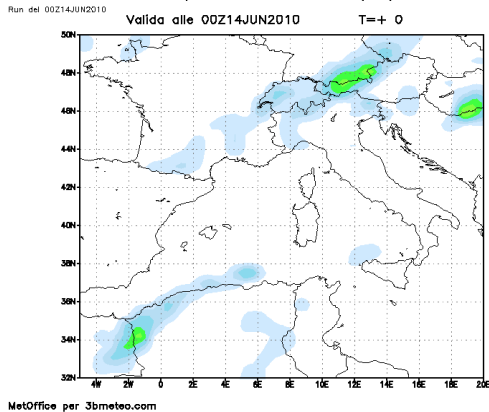 Run del 00Z14JUN2010
Valida alle 00Z14JUN2010 T=+ 0
50N
48N
46N
44N
42N
40N
38N
36N
34N
32N
4W 2W 0 2E 4E 6E 8E 10E 12E 14E 16E 18E 20E
MetOffice per 3bmeteo.com